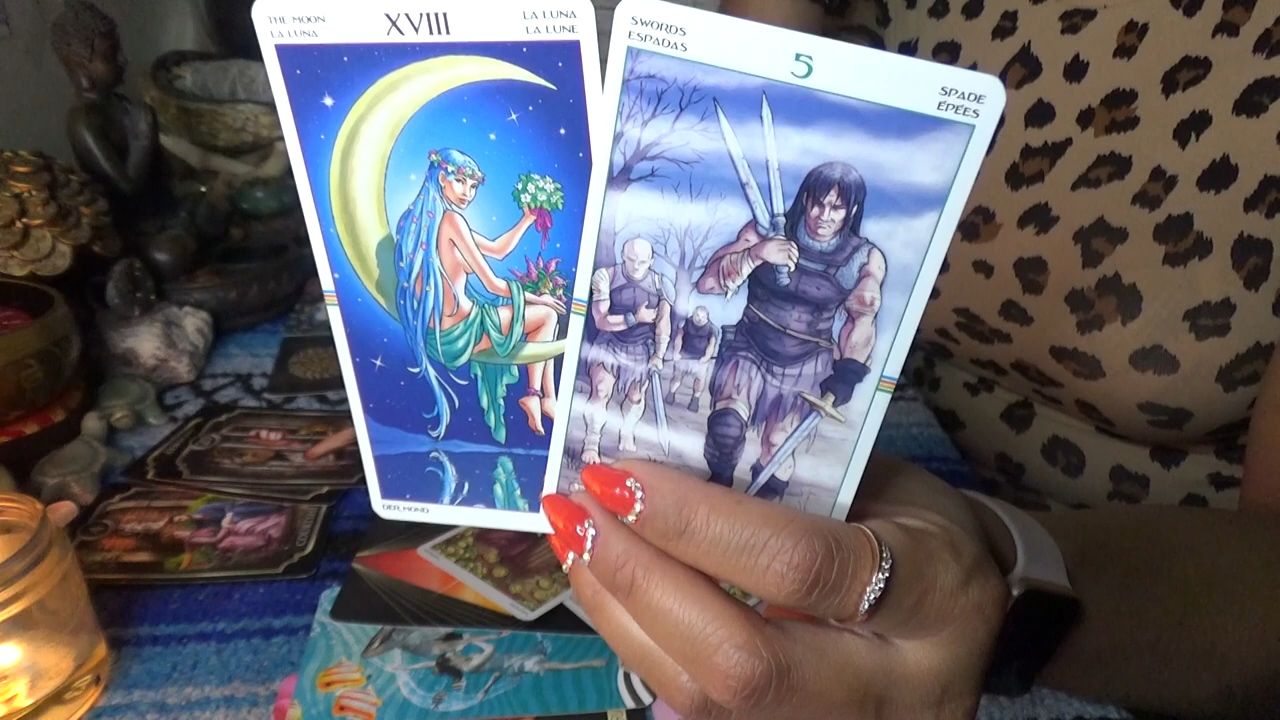 THE MOON
LA LUNA
XVIII
LA LUNA
LA LUNE
DER MOND
SWORDS
ESPADAS
5
SPADE
ÉPÉES